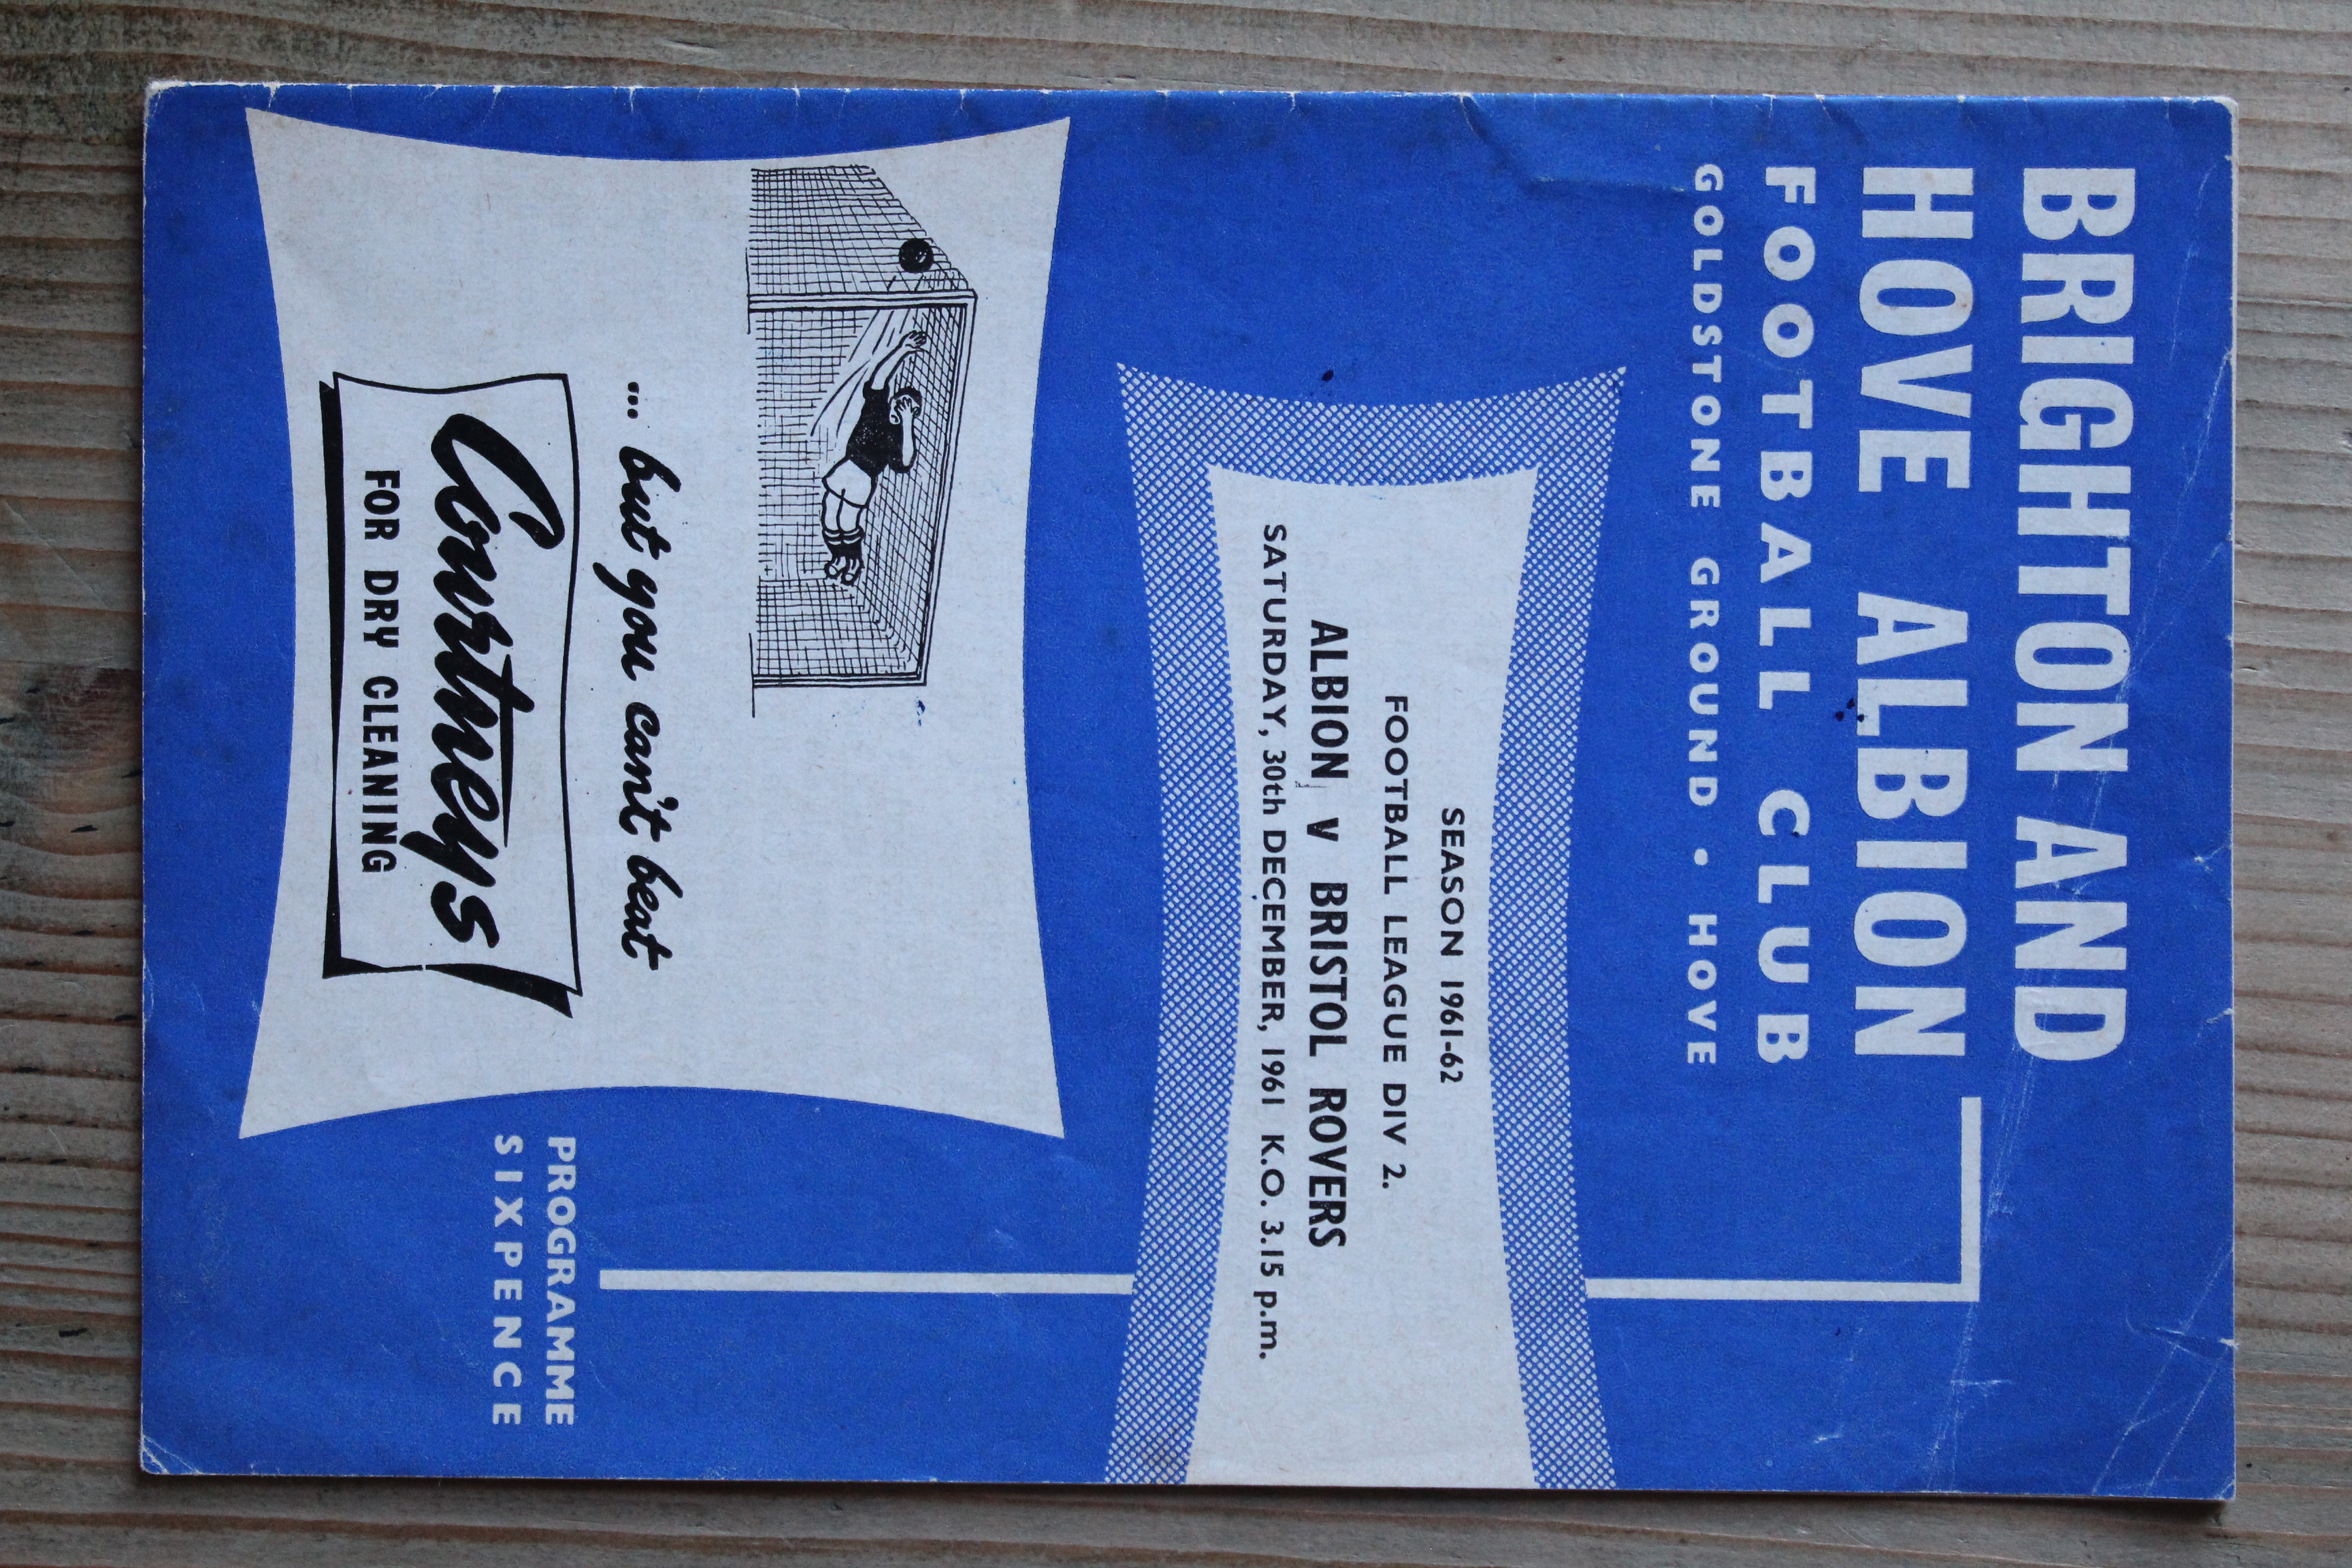 BRIGHTON AND
HOVE ALBION
FOOTBALL CLUB
GOLDSTONE GROUND • HOVE
SEASON 1961-62
FOOTBALL LEAGUE DIV 2.
ALBION v BRISTOL ROVERS
SATURDAY, 30th DECEMBER, 1961 K.O. 3.15 p.m.
... but you can't beat
Courtneys
FOR DRY CLEANING
PROGRAMME
SIXPENCE